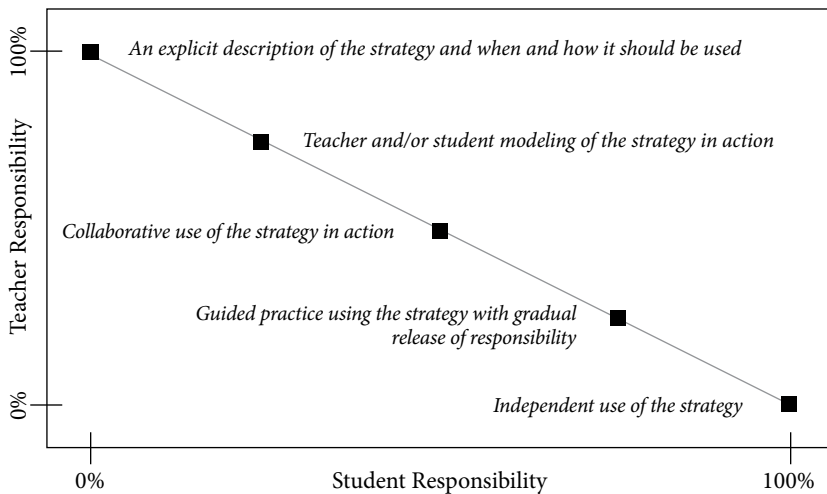 100%
An explicit description of the strategy and when and how it should be used
Teacher and/or student modeling of the strategy in action
Teacher Responsibility
Collaborative use of the strategy in action
Guided practice using the strategy with gradual
release of responsibility
0%
Independent use of the strategy
0%
Student Responsibility
100%